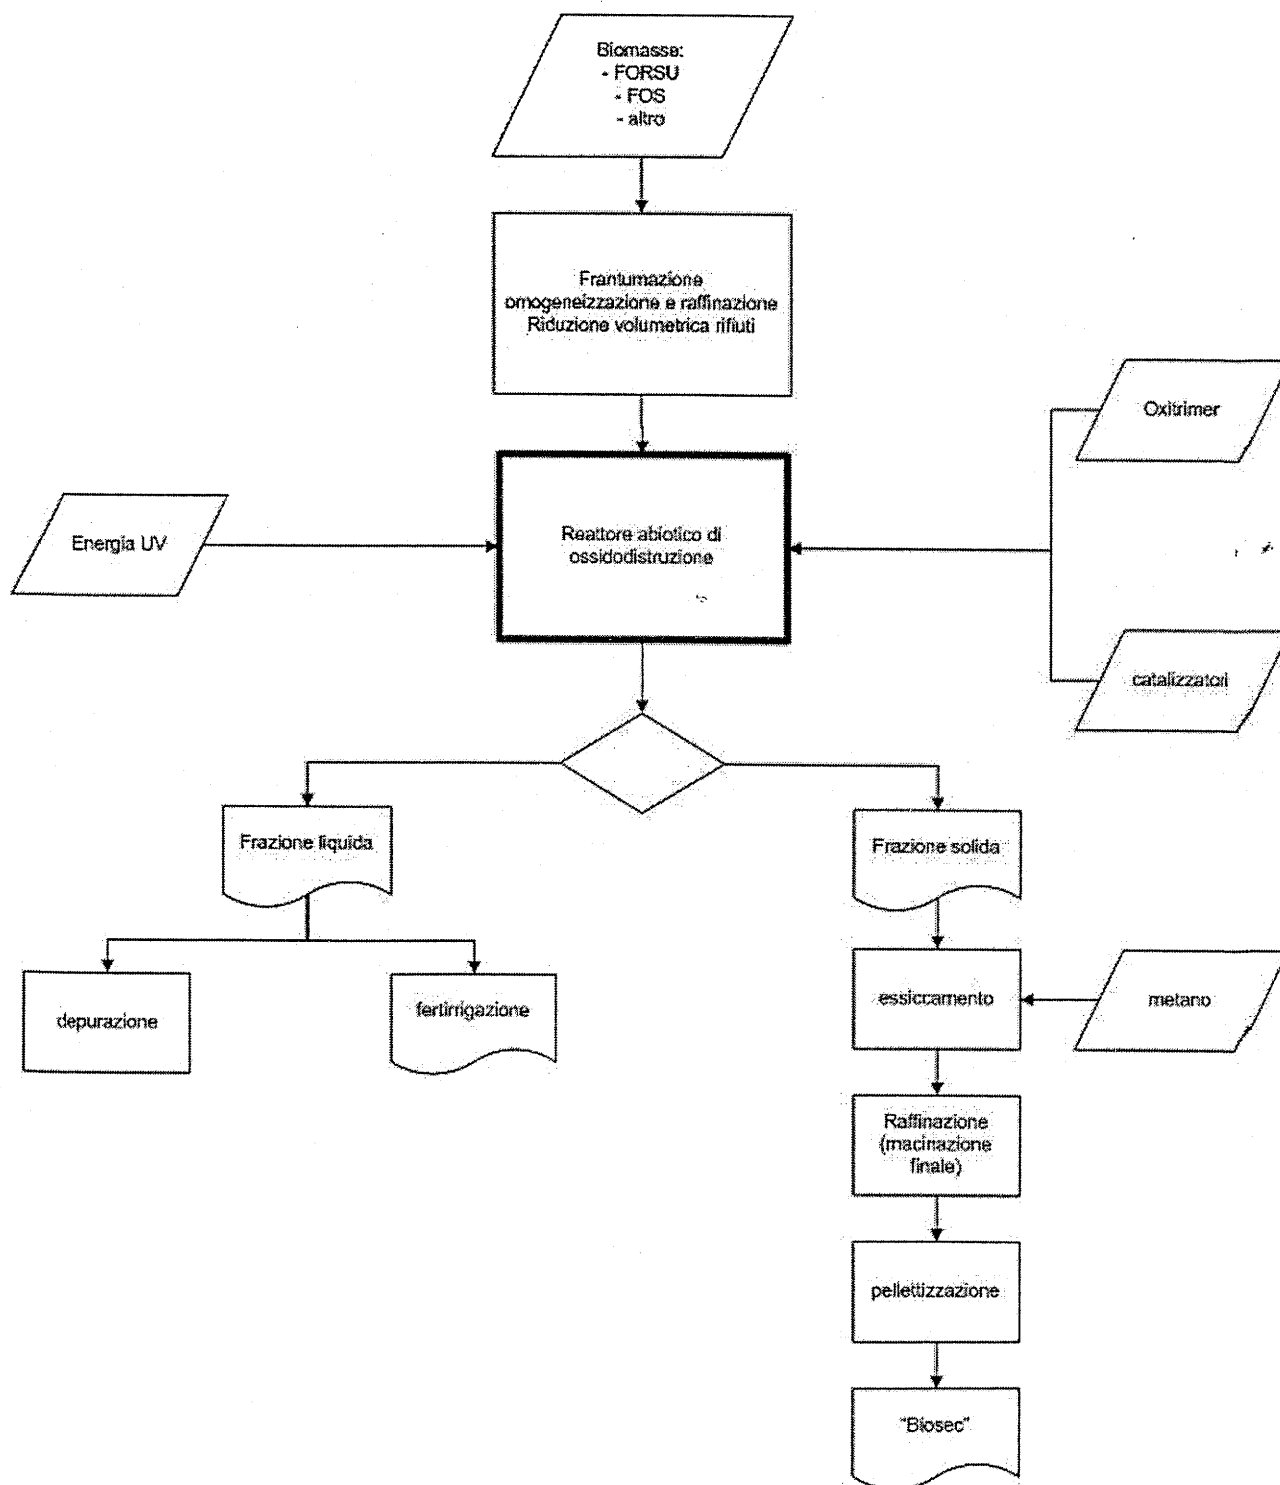 Biomasse:
- FORSU
- FOS
- altro
Frantumazione
omogeneizzazione e raffinazione
Riduzione volumetrica rifiuti
Oxitrimer
Energia UV
Reattore abiotico di
ossidodistruzione
catalizzatori
Frazione liquida
Frazione solida
depurazione
fertirrigazione
essiccamento
metano
Raffinazione
(macinazione
finale)
pellettizzazione
"Biosec"